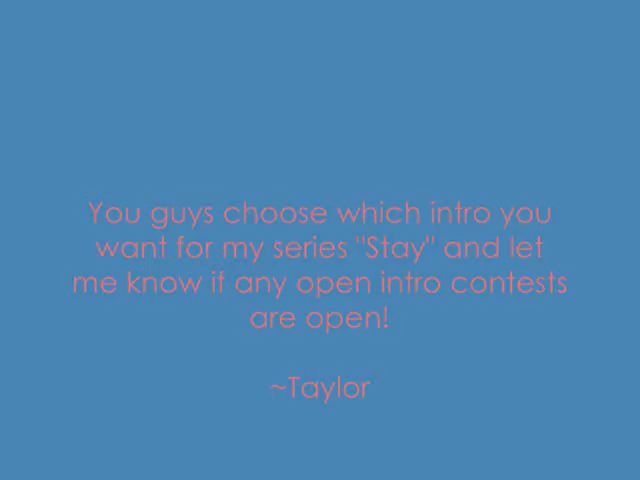 You guys choose which intro you
want for my series "Stay" and let
me know if any open intro contests
are open!
~Taylor